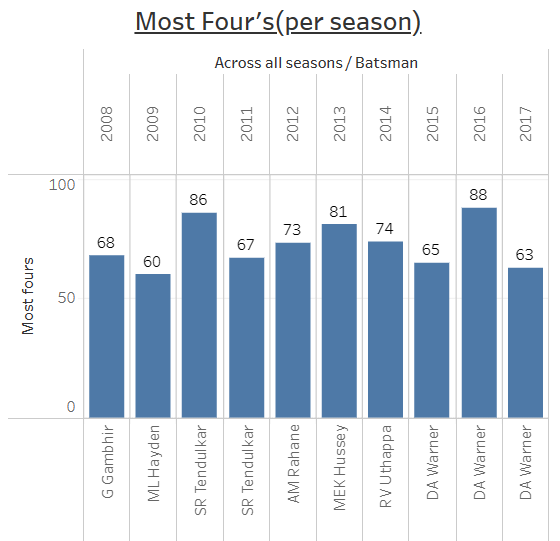 Most Four's(per season)
Across all seasons / Batsman
2008 2009 2010 2011 2012 2013 2014 2015 2016 2017
Most fours
100
50
0
68 60 86 67 73 81 74 65 88 63
G Gambhir
ML Hayden
SR Tendulkar
SR Tendulkar
AM Rahane
MEK Hussey
RV Uthappa
DA Warner
DA Warner
DA Warner